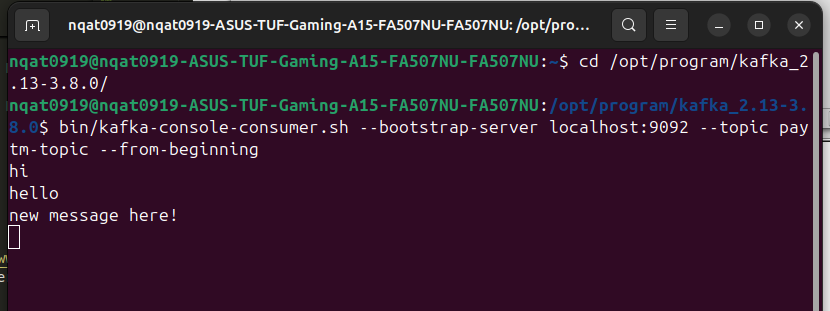 nqat0919@nqat0919-ASUS-TUF-Gaming-A15-FA507NU-FA507NU: /opt/pro...
nqat0919@nqat0919-ASUS-TUF-Gaming-A15-FA507NU-FA507NU:~$ cd /opt/program/kafka_2
.13-3.8.0/
nqat0919@nqat0919-ASUS-TUF-Gaming-A15-FA507NU-FA507NU:/opt/program/kafka_2.13-3.
8.0$ bin/kafka-console-consumer.sh --bootstrap-server localhost:9092 --topic pay
tm-topic --from-beginning
hi
hello
new message here!